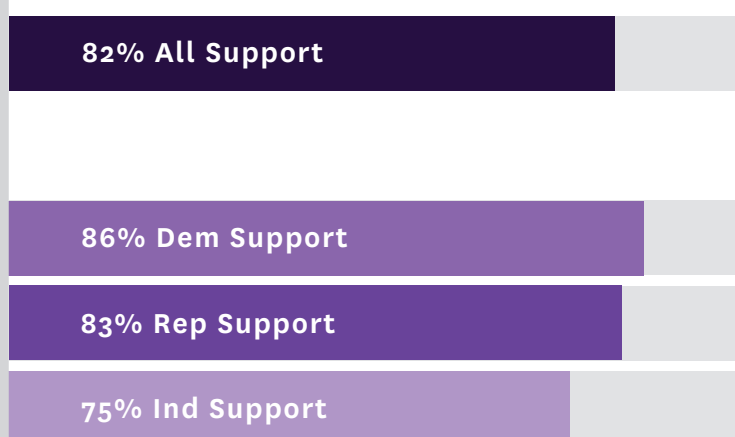 82% All Support
86% Dem Support
83% Rep Support
75% Ind Support